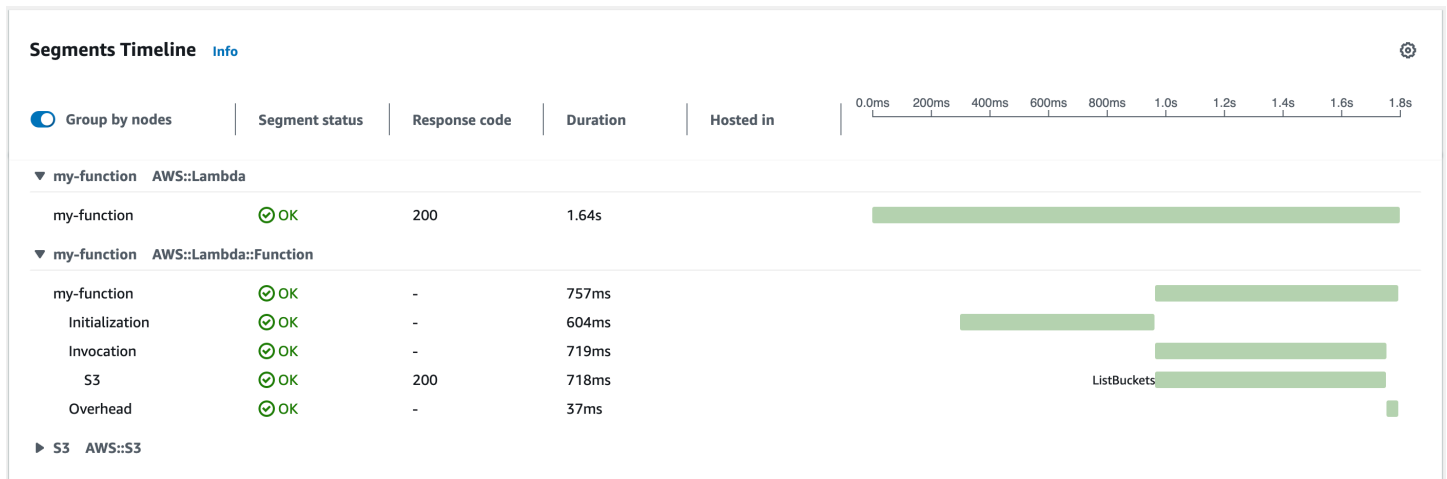 Segments Timeline Info
0.0ms 200ms 400ms 600ms 800ms 1.0s 1.2s 1.4s 1.6s 1.8s
Group by nodes Segment status Response code Duration Hosted in
my-function AWS::Lambda
my-function OK 200 1.64s
my-function AWS::Lambda::Function
my-function OK - 757ms
Initialization OK - 604ms
Invocation OK - 719ms
S3 OK 200 718ms ListBuckets
Overhead OK - 37ms
S3 AWS::S3